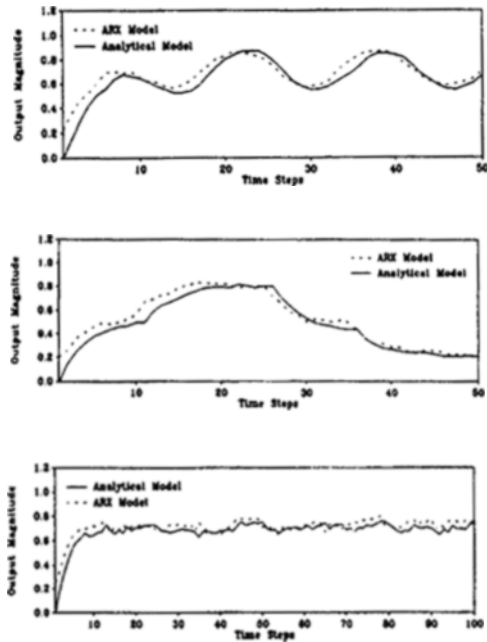 1.2
1.0
0.8
0.6
0.4
0.2
0.0
ARX Model
Analytical Model
10 20 30 40 50
Time Steps
Output Magnitude
1.2
1.0
0.8
0.6
0.4
0.2
0.0
ARX Model
Analytical Model
10 20 30 40 50
Time Steps
Output Magnitude
1.2
1.0
0.8
0.6
0.4
0.2
0.0
Analytical Model
ARX Model
10 20 30 40 50 60 70 80 90 100
Time Steps
Output Magnitude